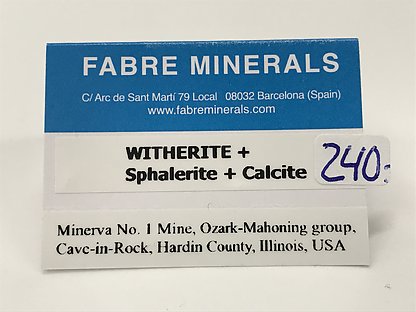 FABRE MINERALS
C/ Arc de Sant Martí 79 Local 08032 Barcelona (Spain)
www.fabreminerals.com
WITHERITE +
Sphalerite + Calcite
240.
Minerva No. 1 Mine, Ozark-Mahoning group,
Cave-in-Rock, Hardin County, Illinois, USA